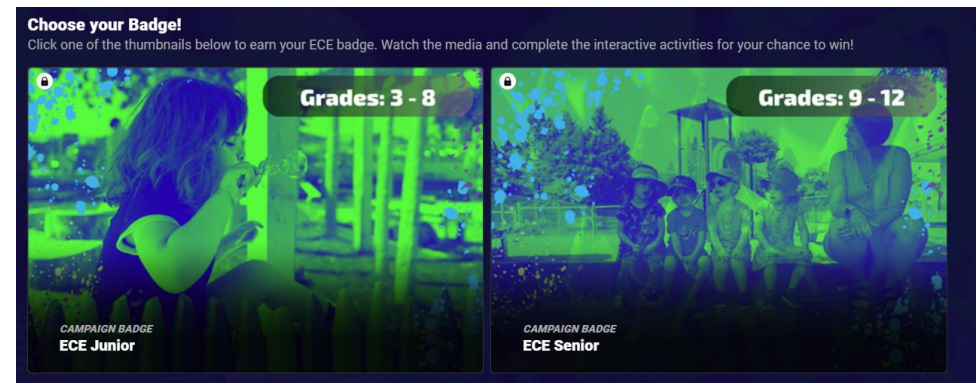 Choose your Badge!
Click one of the thumbnails below to earn your ECE badge. Watch the media and complete the interactive activities for your chance to win!
Grades: 3 - 8
CAMPAIGN BADGE
ECE Junior
Grades: 9 - 12
CAMPAIGN BADGE
ECE Senior